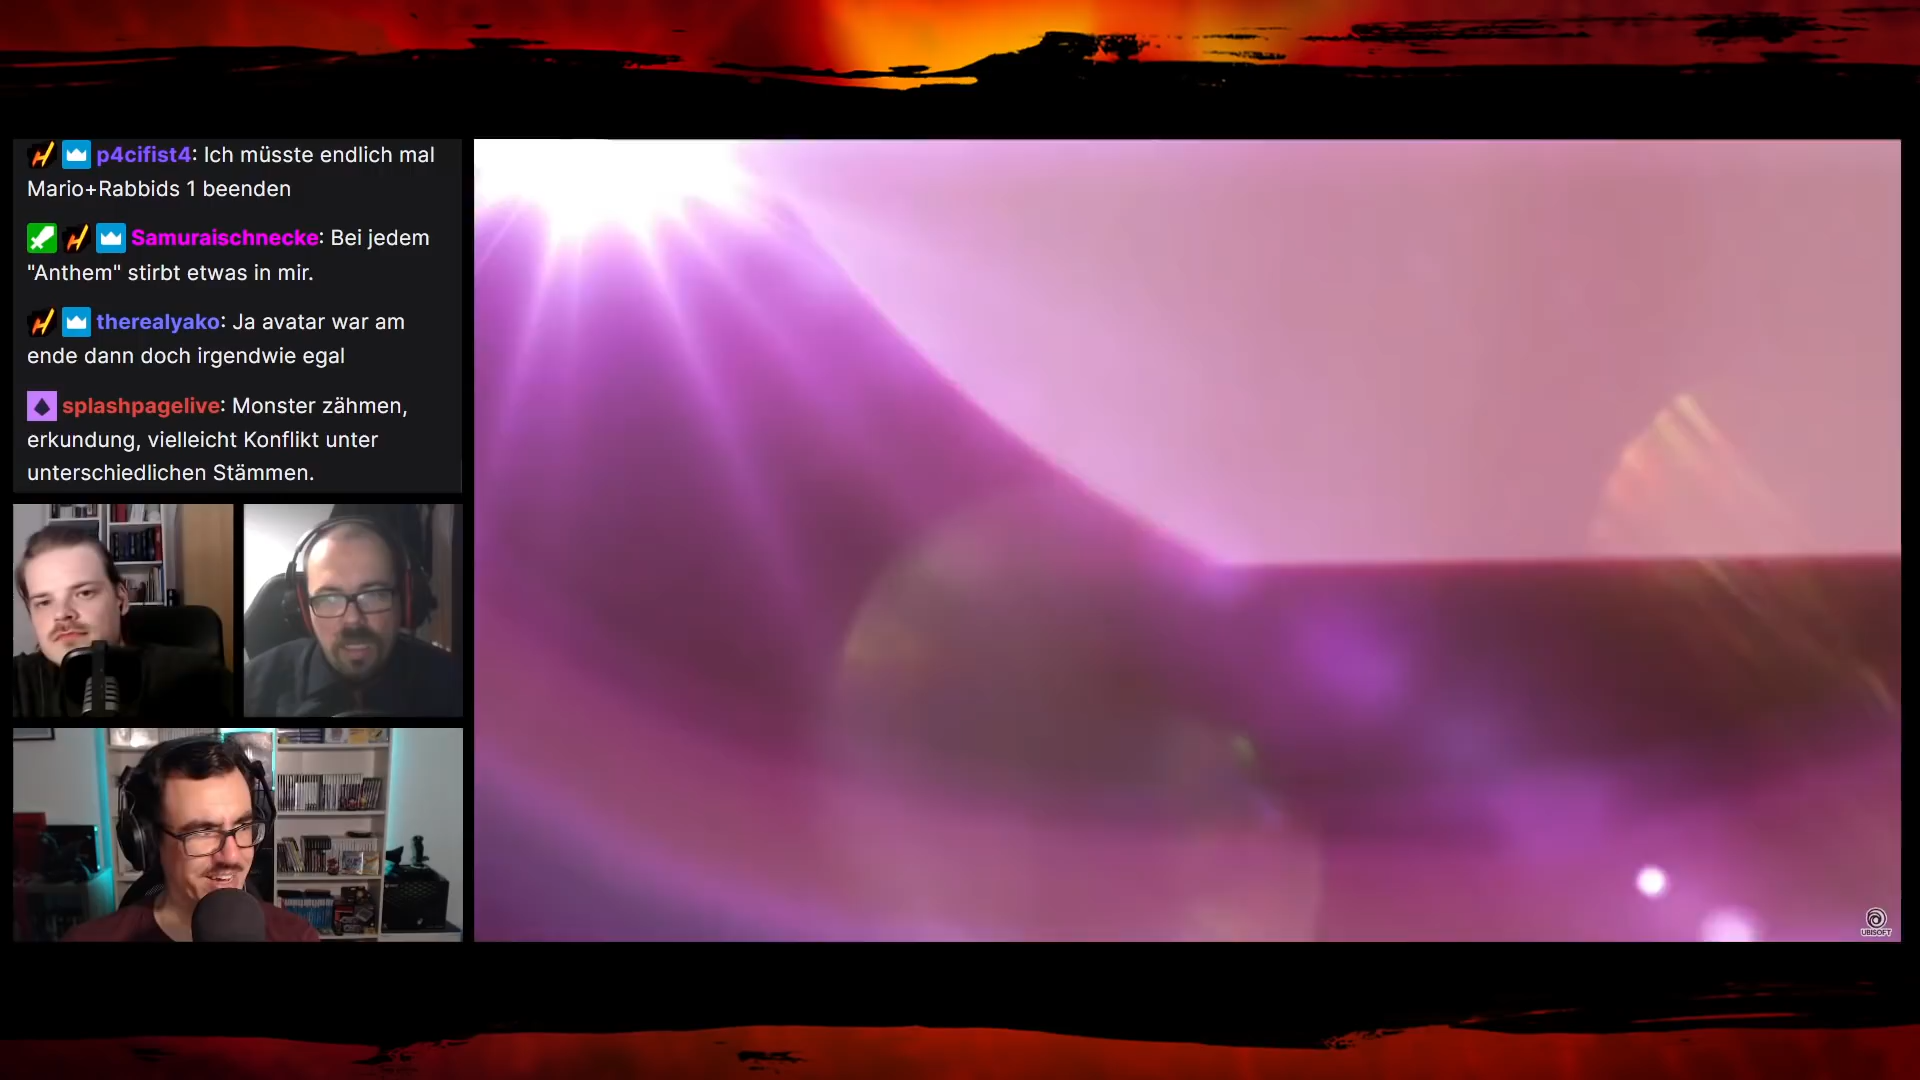 p4cifist4: Ich müsste endlich mal
Mario+Rabbids 1 beenden
Samuraischnecke: Bei jedem
"Anthem" stirbt etwas in mir.
therealyako: Ja avatar war am
ende dann doch irgendwie egal
splashpagelive: Monster zähmen,
erkundung, vielleicht Konflikt unter
unterschiedlichen Stämmen.
UBISOFT